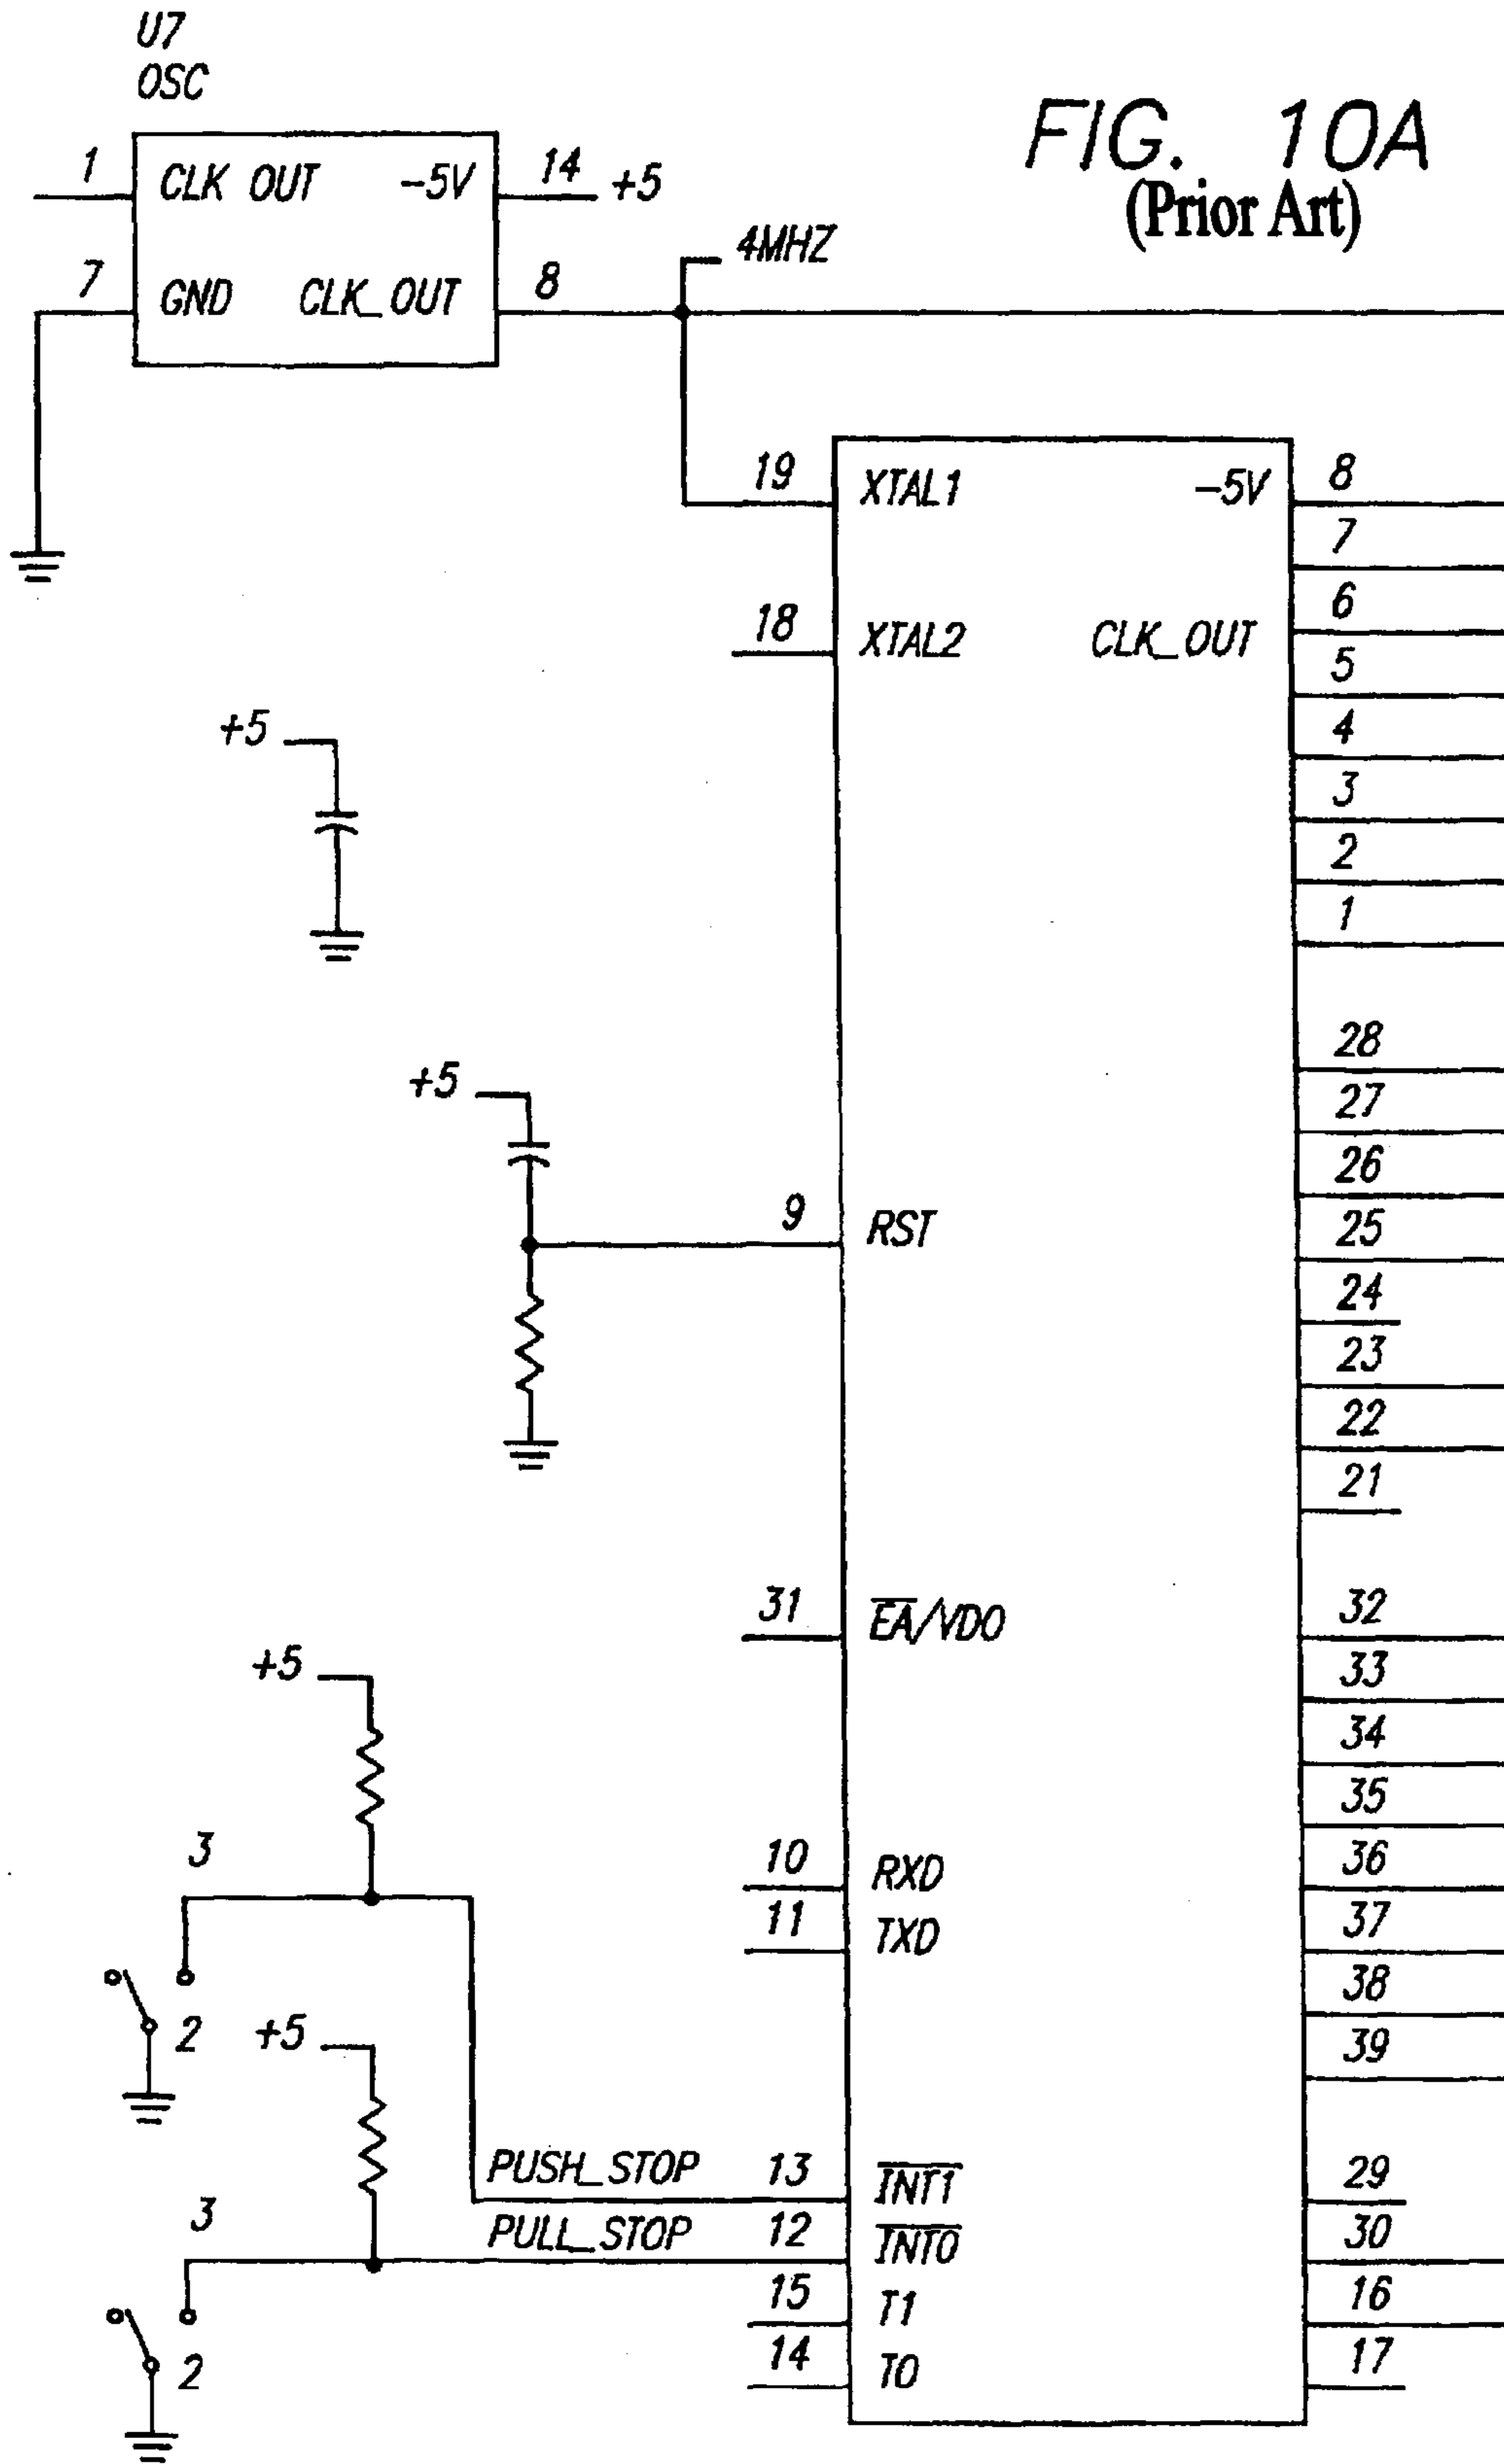 U7
OSC
FIG. 10A
(Prior Art)
1 CLK OUT -5V 14 +5
4MHZ
7 GND CLK_OUT 8
19 XTAL1 -5V 8
7
6
18 XTAL2 CLK_OUT
5
+5
4
3
2
1
28
+5
27
26
9 RST
25
24
23
22
21
31 E̅A̅/VDO 32
+5
33
34
35
3
10 RXD 36
11 TXD 37
38
2
+5
39
PUSH_STOP 13 I̅N̅T̅1̅ 29
3
PULL_STOP 12 I̅N̅T̅0̅ 30
15 T1 16
14 T0 17
2